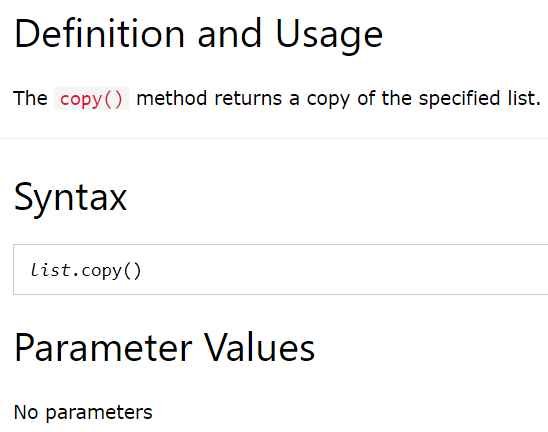 Definition and Usage
The copy() method returns a copy of the specified list.
Syntax
list.copy()
Parameter Values
No parameters